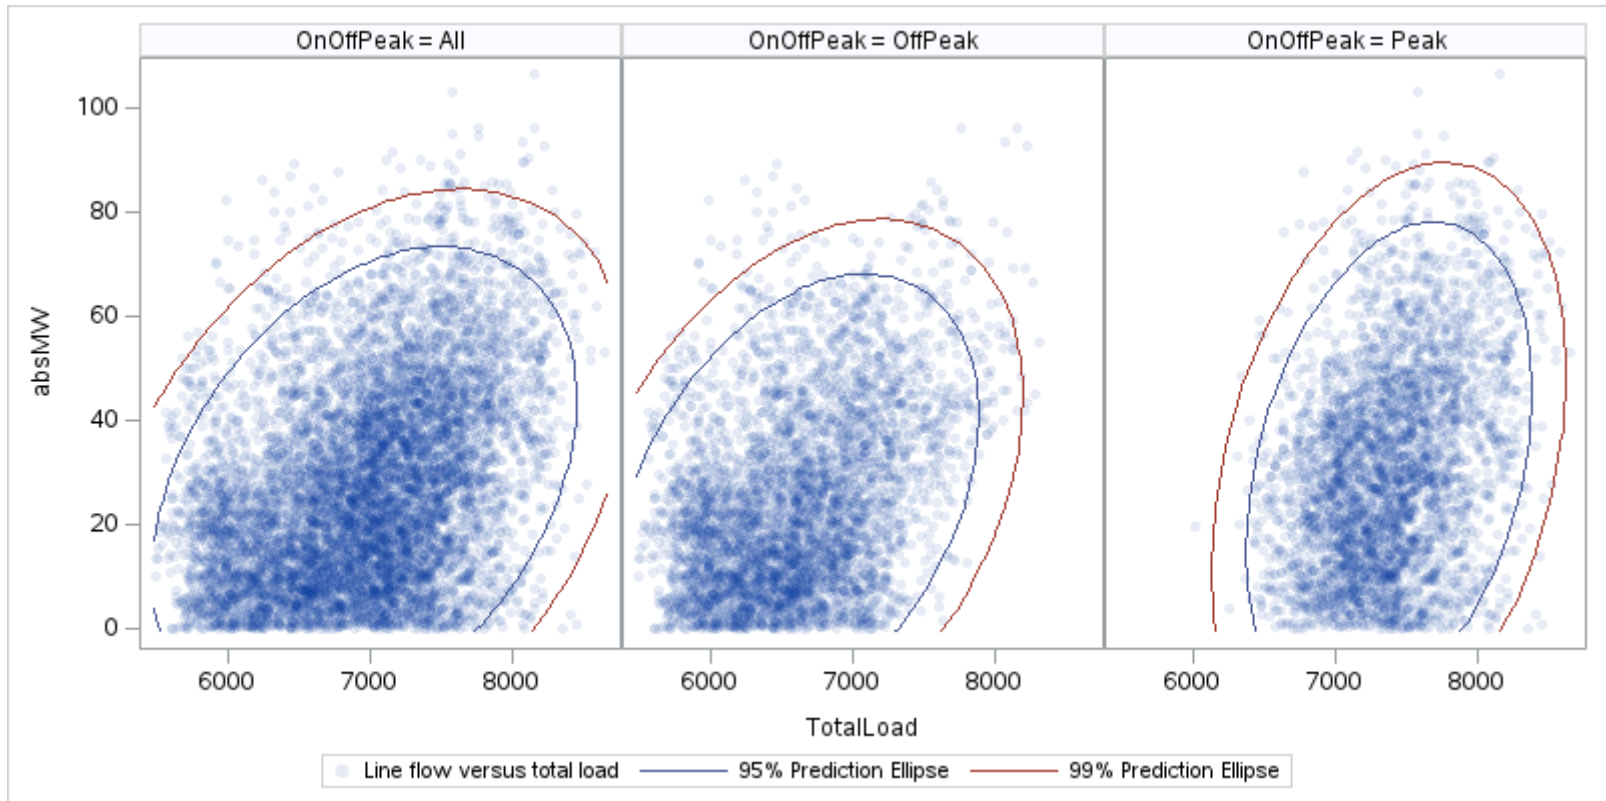 OnOffPeak = All
OnOffPeak = OffPeak
OnOffPeak = Peak
absMW
100
80
60
40
20
0
6000 7000 8000
6000 7000 8000
6000 7000 8000
TotalLoad
Line flow versus total load
95% Prediction Ellipse
99% Prediction Ellipse